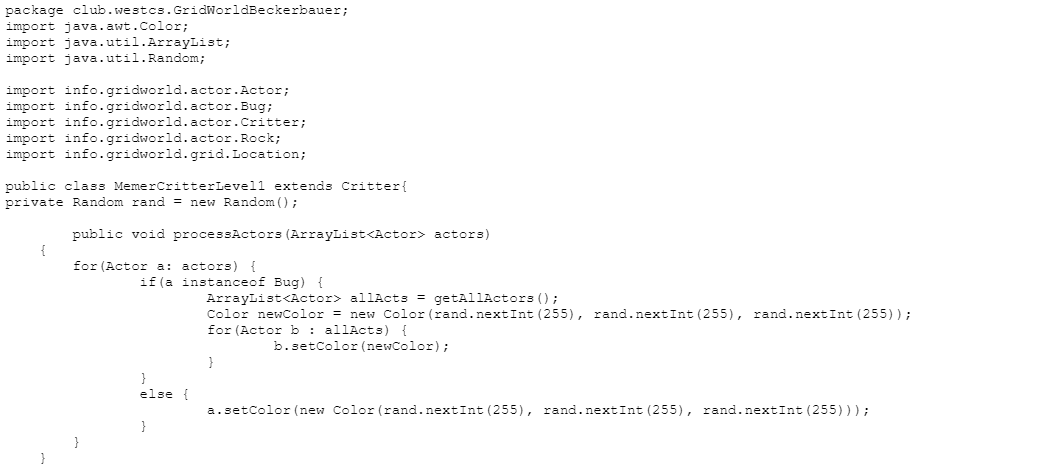 package club.westcs.GridWorldBeckerbauer;
import java.awt.Color;
import java.util.ArrayList;
import java.util.Random;
import info.gridworld.actor.Actor;
import info.gridworld.actor.Bug;
import info.gridworld.actor.Critter;
import info.gridworld.actor.Rock;
import info.gridworld.grid.Location;
public class MemerCritterLevel1 extends Critter{
private Random rand = new Random();
public void processActors(ArrayList<Actor> actors)
{
for(Actor a: actors) {
if(a instanceof Bug) {
ArrayList<Actor> allActs = getAllActors();
Color newColor = new Color(rand.nextInt(255), rand.nextInt(255), rand.nextInt(255));
for(Actor b : allActs) {
b.setColor(newColor);
}
}
else {
a.setColor(new Color(rand.nextInt(255), rand.nextInt(255), rand.nextInt(255)));
}
}
}